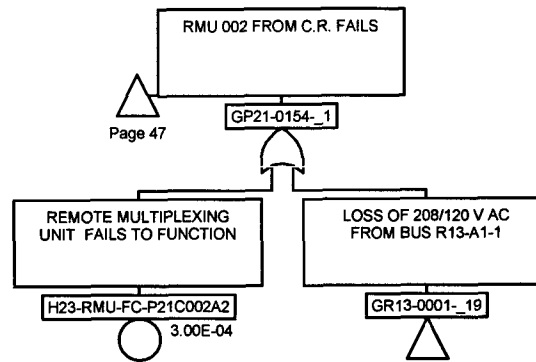 RMU 002 FROM C.R. FAILS
Page 47
GP21-0154-_1
REMOTE MULTIPLEXING
UNIT FAILS TO FUNCTION
LOSS OF 208/120 V AC
FROM BUS R13-A1-1
H23-RMU-FC-P21C002A2
3.00E-04
GR13-0001-_19